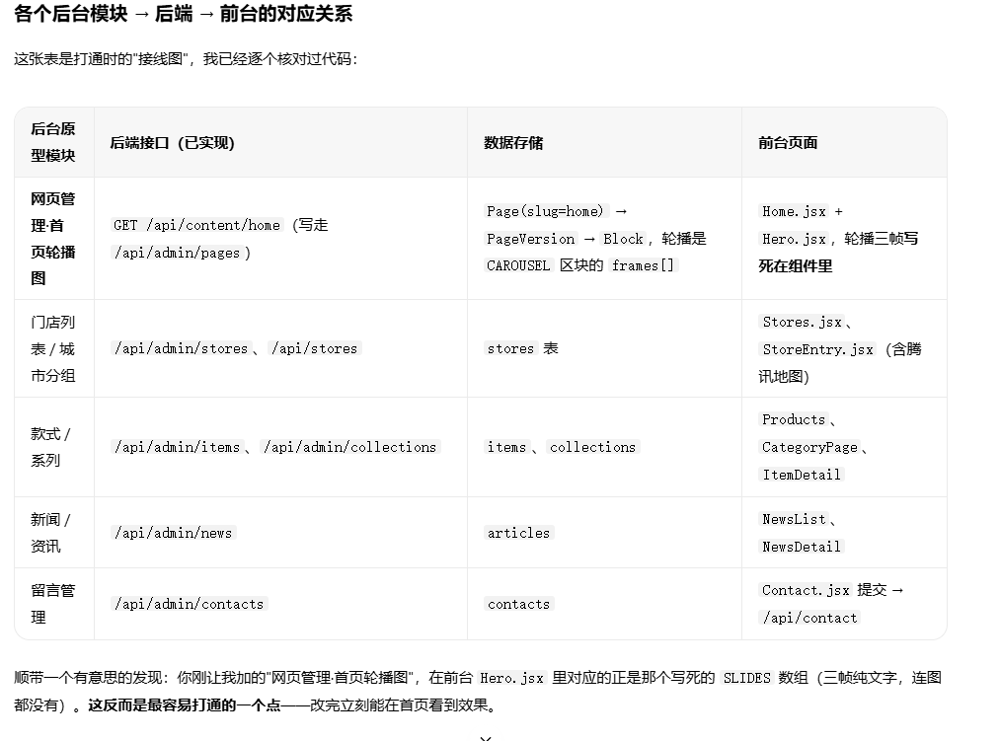 各个后台模块 → 后端 → 前台的对应关系
这张表是打通时的"接线图"，我已经逐个核对过代码：
后台原
型模块
后端接口（已实现）
数据存储
前台页面
网页管
理·首
页轮播
图
GET /api/content/home （写走
/api/admin/pages ）
Page(slug=home) →
PageVersion → Block ，轮播是
CAROUSEL 区块的 frames[]
Home.jsx +
Hero.jsx ，轮播三帧写
死在组件里
门店列
表 / 城
市分组
/api/admin/stores 、 /api/stores
stores 表
Stores.jsx 、
StoreEntry.jsx （含腾
讯地图）
款式 /
系列
/api/admin/items 、 /api/admin/collections
items 、 collections
Products 、
CategoryPage 、
ItemDetail
新闻 /
资讯
/api/admin/news
articles
NewsList 、
NewsDetail
留言管
理
/api/admin/contacts
contacts
Contact.jsx 提交 →
/api/contact
顺带一个有意思的发现：你刚让我加的"网页管理·首页轮播图"，在前台 Hero.jsx 里对应的正是那个写死的 SLIDES 数组（三帧纯文字，连图
都没有）。这反而是最容易打通的一个点——改完立刻能在首页看到效果。